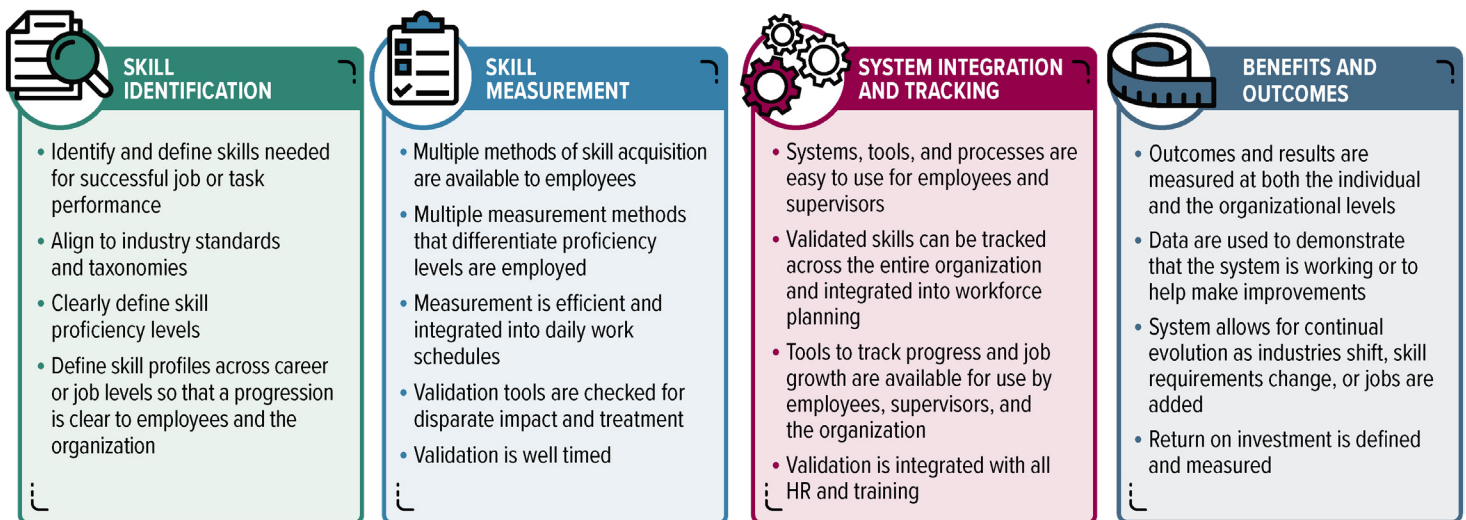 SKILL
IDENTIFICATION
• Identify and define skills needed
for successful job or task
performance
• Align to industry standards
and taxonomies
• Clearly define skill
proficiency levels
• Define skill profiles across career
or job levels so that a progression
is clear to employees and the
organization
SKILL
MEASUREMENT
• Multiple methods of skill acquisition
are available to employees
• Multiple measurement methods
that differentiate proficiency
levels are employed
• Measurement is efficient and
integrated into daily work
schedules
• Validation tools are checked for
disparate impact and treatment
• Validation is well timed
SYSTEM INTEGRATION
AND TRACKING
• Systems, tools, and processes are
easy to use for employees and
supervisors
• Validated skills can be tracked
across the entire organization
and integrated into workforce
planning
• Tools to track progress and job
growth are available for use by
employees, supervisors, and
the organization
• Validation is integrated with all
HR and training
BENEFITS AND
OUTCOMES
• Outcomes and results are
measured at both the individual
and the organizational levels
• Data are used to demonstrate
that the system is working or to
help make improvements
• System allows for continual
evolution as industries shift, skill
requirements change, or jobs are
added
• Return on investment is defined
and measured